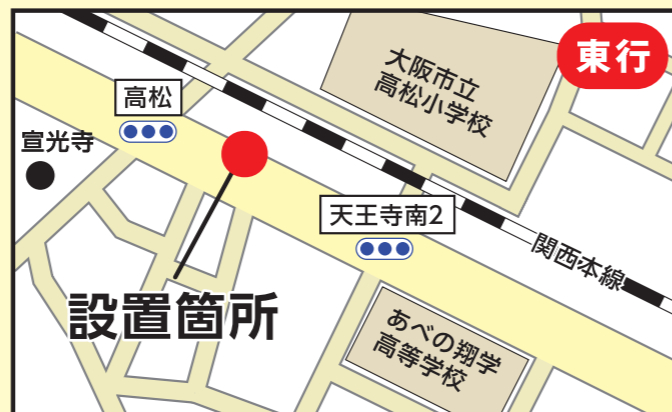 東行
大阪市立
高松小学校
高松
宣光寺
天王寺南2
関西本線
設置箇所
あべの翔学
高等学校